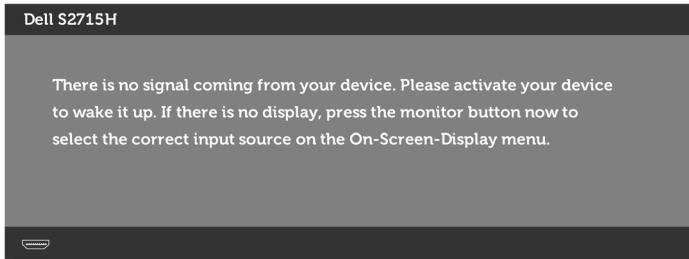 Dell S2715H
There is no signal coming from your device. Please activate your device
to wake it up. If there is no display, press the monitor button now to
select the correct input source on the On-Screen-Display menu.